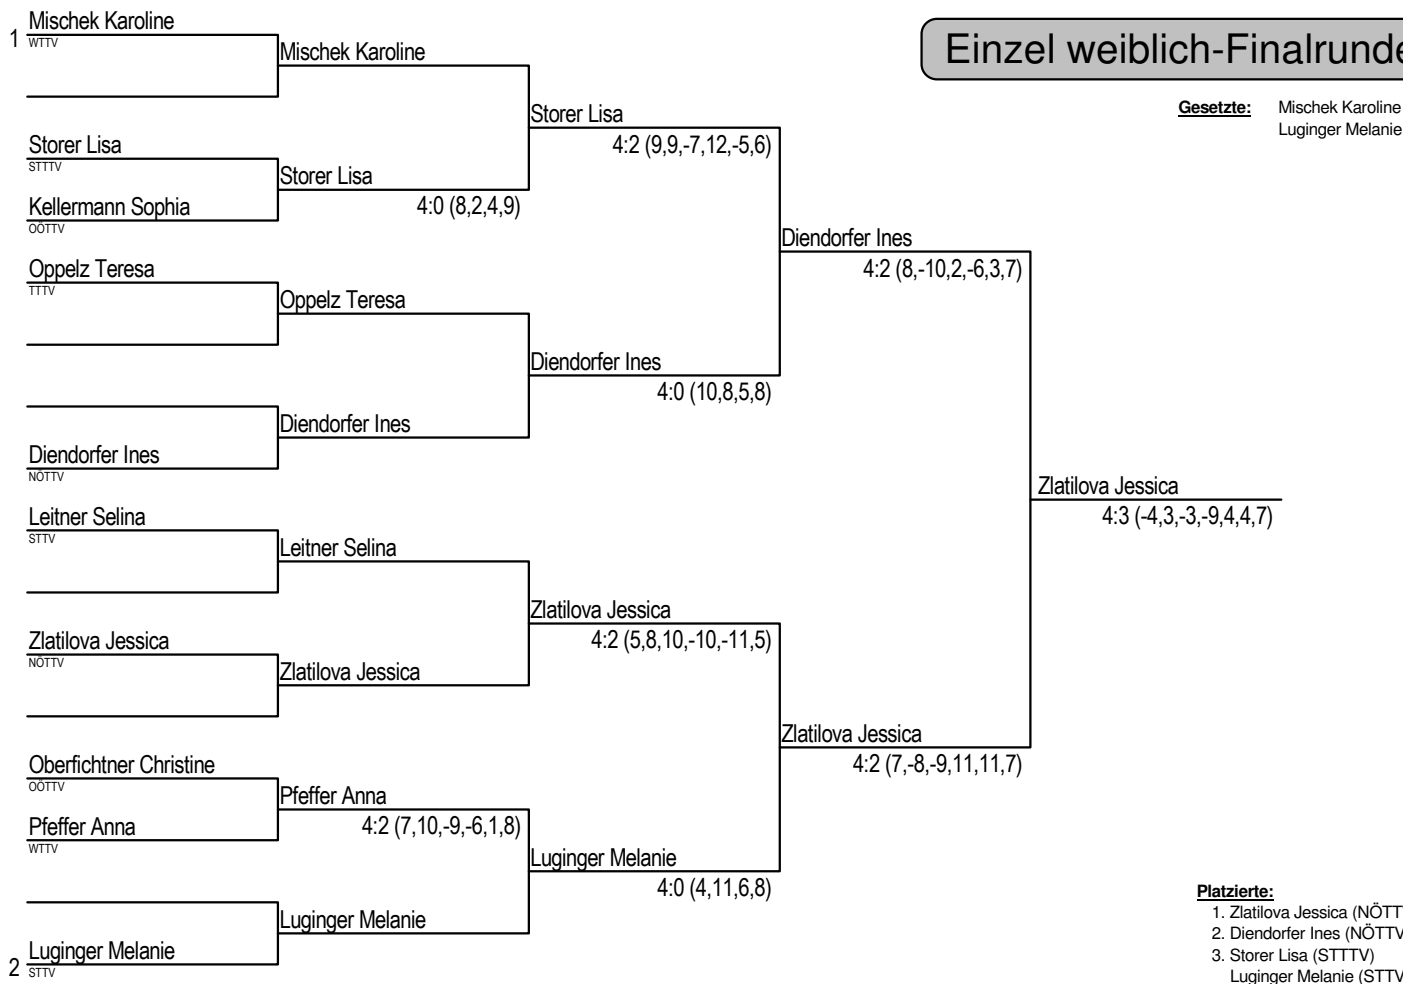 Einzel weiblich-Finalrunde
Gesetzte: Mischek Karoline
Luginger Melanie
1 Mischek Karoline
WTTV
Mischek Karoline
Storer Lisa
4:2 (9,9,-7,12,-5,6)
Storer Lisa
STTTV
Storer Lisa
4:0 (8,2,4,9)
Kellermann Sophia
OÖTTV
Diendorfer Ines
4:2 (8,-10,2,-6,3,7)
Oppelz Teresa
TTTV
Oppelz Teresa
Diendorfer Ines
4:0 (10,8,5,8)
Diendorfer Ines
Diendorfer Ines
NÖTTV
Zlatilova Jessica
4:3 (-4,3,-3,-9,4,4,7)
Leitner Selina
STTV
Leitner Selina
Zlatilova Jessica
4:2 (5,8,10,-10,-11,5)
Zlatilova Jessica
NÖTTV
Zlatilova Jessica
Zlatilova Jessica
4:2 (7,-8,-9,11,11,7)
Oberfichtner Christine
OÖTTV
Pfeffer Anna
4:2 (7,10,-9,-6,1,8)
Pfeffer Anna
WTTV
Luginger Melanie
4:0 (4,11,6,8)
Luginger Melanie
2 Luginger Melanie
STTV
Platzierte:
1. Zlatilova Jessica (NÖTT
2. Diendorfer Ines (NÖTTV
3. Storer Lisa (STTTV)
Luginger Melanie (STTV